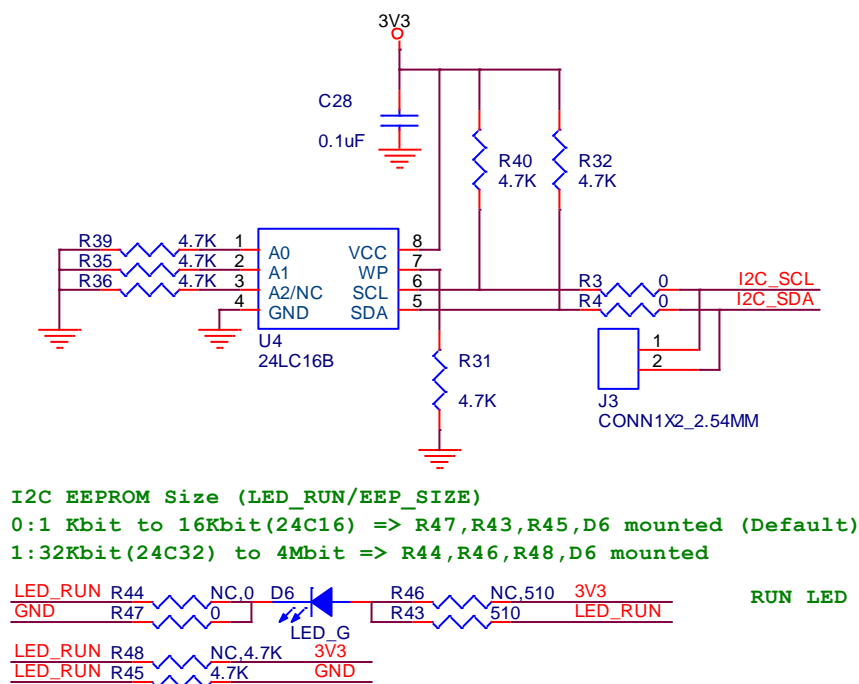 3V3
C28
0.1uF
R40
4.7K
R32
4.7K
R39 4.7K 1 A0 VCC 8
R35 4.7K 2 A1 WP 7
R36 4.7K 3 A2/NC SCL 6 R3 0 I2C_SCL
4 GND SDA 5 R4 0 I2C_SDA
U4
24LC16B
1
2
R31
4.7K
J3
CONN1X2_2.54MM
I2C EEPROM Size (LED_RUN/EEP_SIZE)
0:1 Kbit to 16Kbit(24C16) => R47,R43,R45,D6 mounted (Default)
1:32Kbit(24C32) to 4Mbit => R44,R46,R48,D6 mounted
LED_RUN R44 NC,0 D6 R46 NC,510 3V3 RUN LED
GND R47 0 LED_G R43 510 LED_RUN
LED_RUN R48 NC,4.7K 3V3
LED_RUN R45 4.7K GND